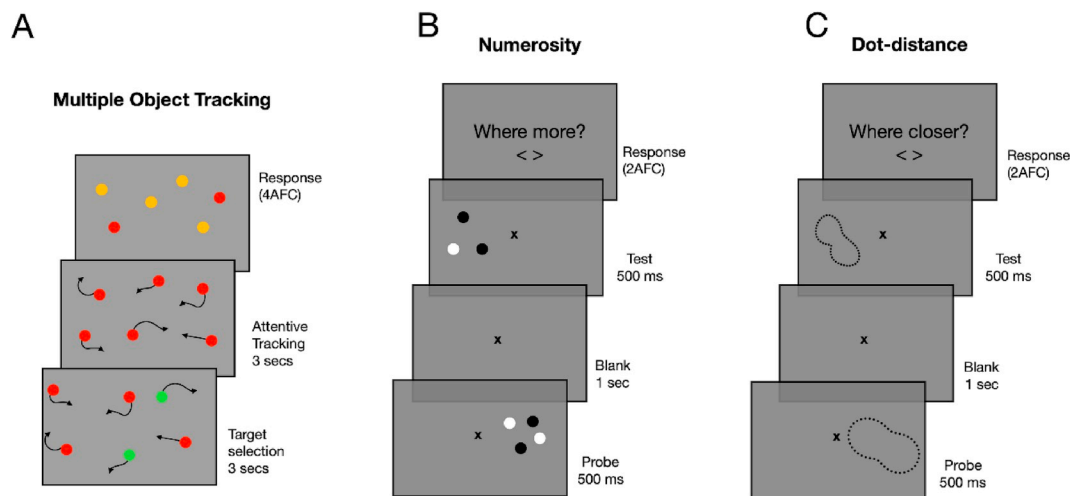 A
Multiple Object Tracking
Response
(4AFC)
Attentive
Tracking
3 secs
Target
selection
3 secs
B
Numerosity
Where more?
< >
Response
(2AFC)
x
Test
500 ms
x
Blank
1 sec
x
Probe
500 ms
C
Dot-distance
Where closer?
< >
Response
(2AFC)
x
Test
500 ms
x
Blank
1 sec
x
Probe
500 ms